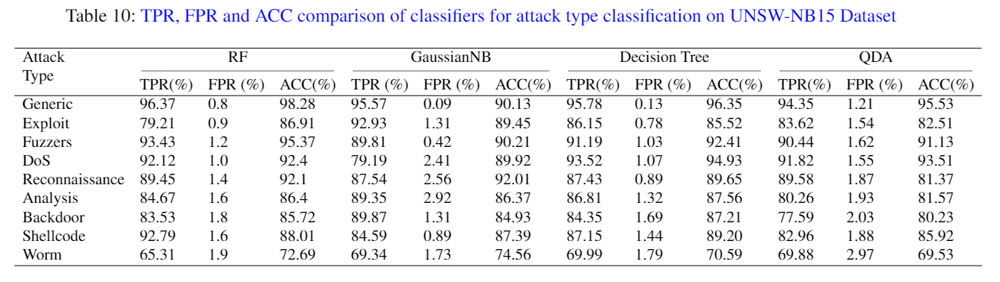 Table 10: TPR, FPR and ACC comparison of classifiers for attack type classification on UNSW-NB15 Dataset
Attack Type RF GaussianNB Decision Tree QDA
TPR(%) FPR (%) ACC(%) TPR (%) FPR (%) ACC(%) TPR(%) FPR (%) ACC(%) TPR(%) FPR (%) ACC(%)
Generic 96.37 0.8 98.28 95.57 0.09 90.13 95.78 0.13 96.35 94.35 1.21 95.53
Exploit 79.21 0.9 86.91 92.93 1.31 89.45 86.15 0.78 85.52 83.62 1.54 82.51
Fuzzers 93.43 1.2 95.37 89.81 0.42 90.21 91.19 1.03 92.41 90.44 1.62 91.13
DoS 92.12 1.0 92.4 79.19 2.41 89.92 93.52 1.07 94.93 91.82 1.55 93.51
Reconnaissance 89.45 1.4 92.1 87.54 2.56 92.01 87.43 0.89 89.65 89.58 1.87 81.37
Analysis 84.67 1.6 86.4 89.35 2.92 86.37 86.81 1.32 87.56 80.26 1.93 81.57
Backdoor 83.53 1.8 85.72 89.87 1.31 84.93 84.35 1.69 87.21 77.59 2.03 80.23
Shellcode 92.79 1.6 88.01 84.59 0.89 87.39 87.15 1.44 89.20 82.96 1.88 85.92
Worm 65.31 1.9 72.69 69.34 1.73 74.56 69.99 1.79 70.59 69.88 2.97 69.53